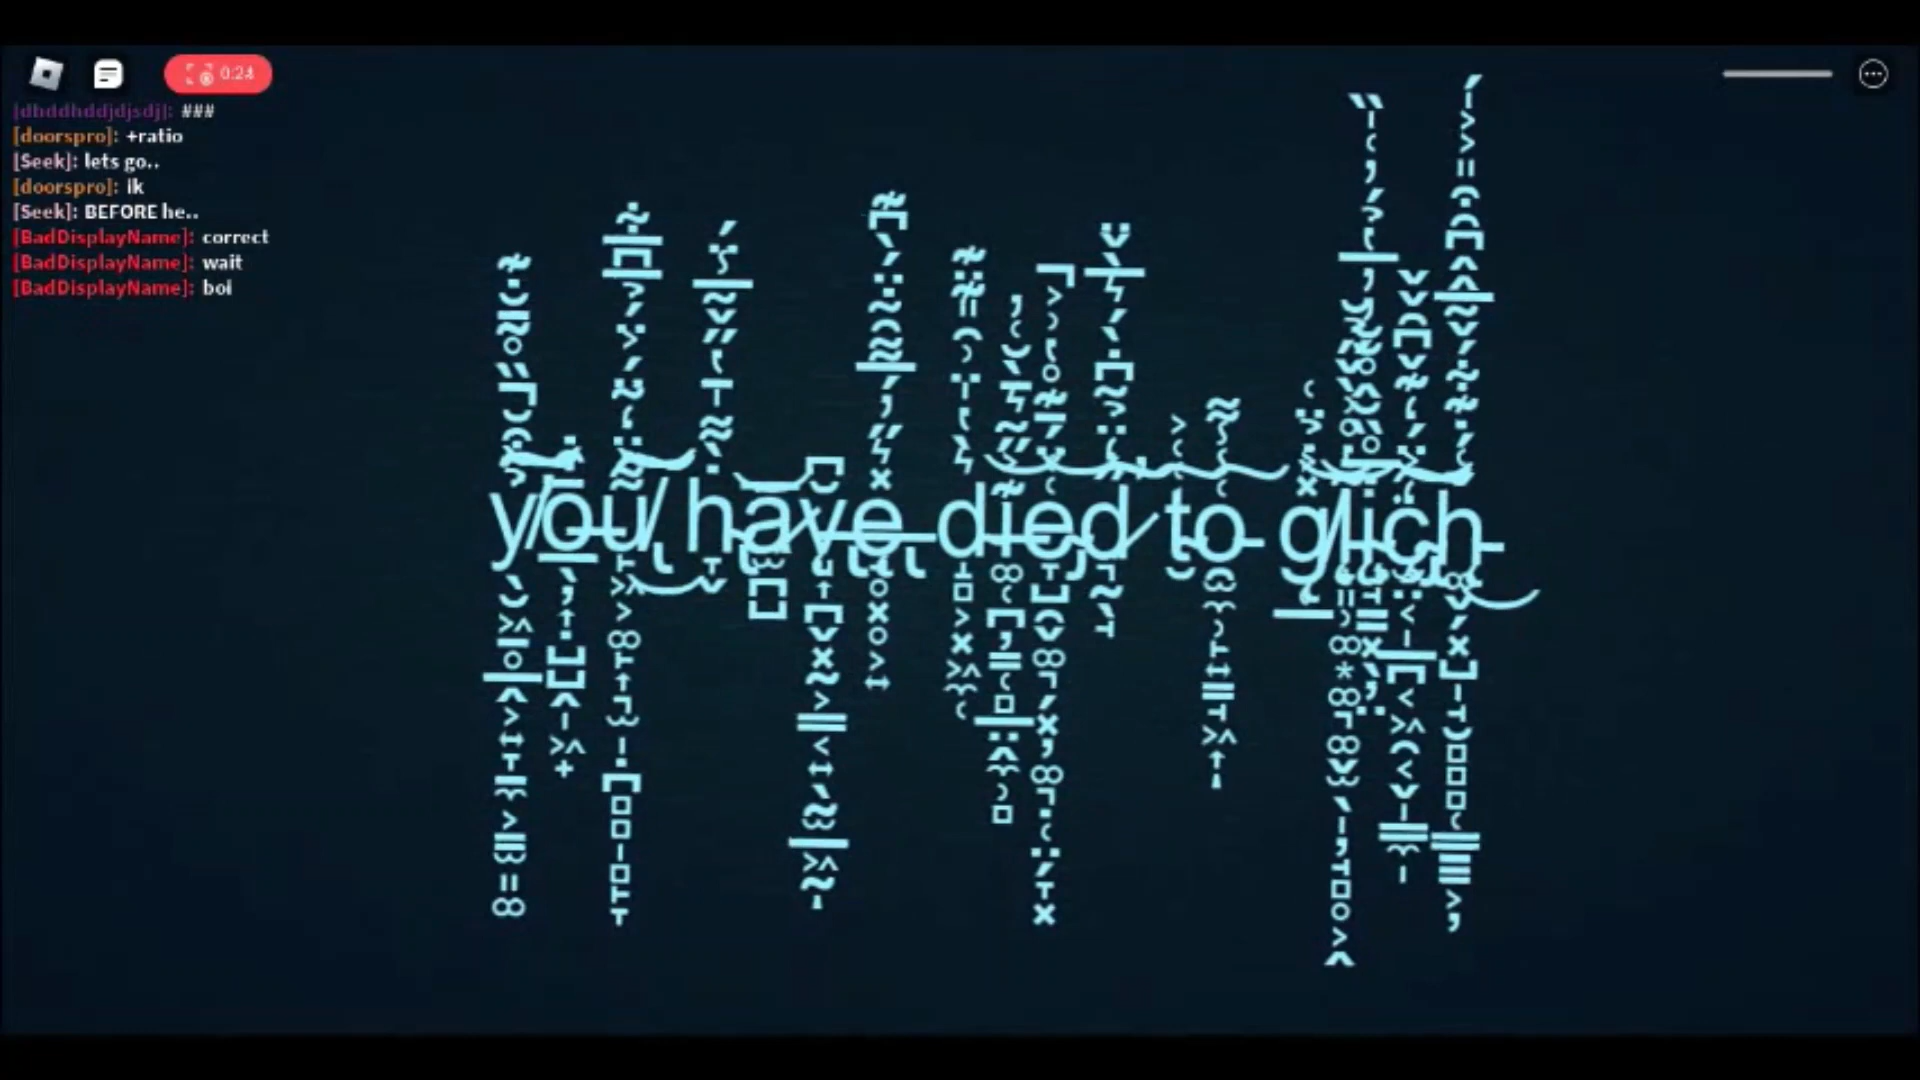 0:24
[dhddhddjdjsdj]: ###
[doorspro]: +ratio
[Seek]: lets go..
[doorspro]: ik
[Seek]: BEFORE he..
[BadDisplayName]: correct
[BadDisplayName]: wait
[BadDisplayName]: boi
you have died to glich